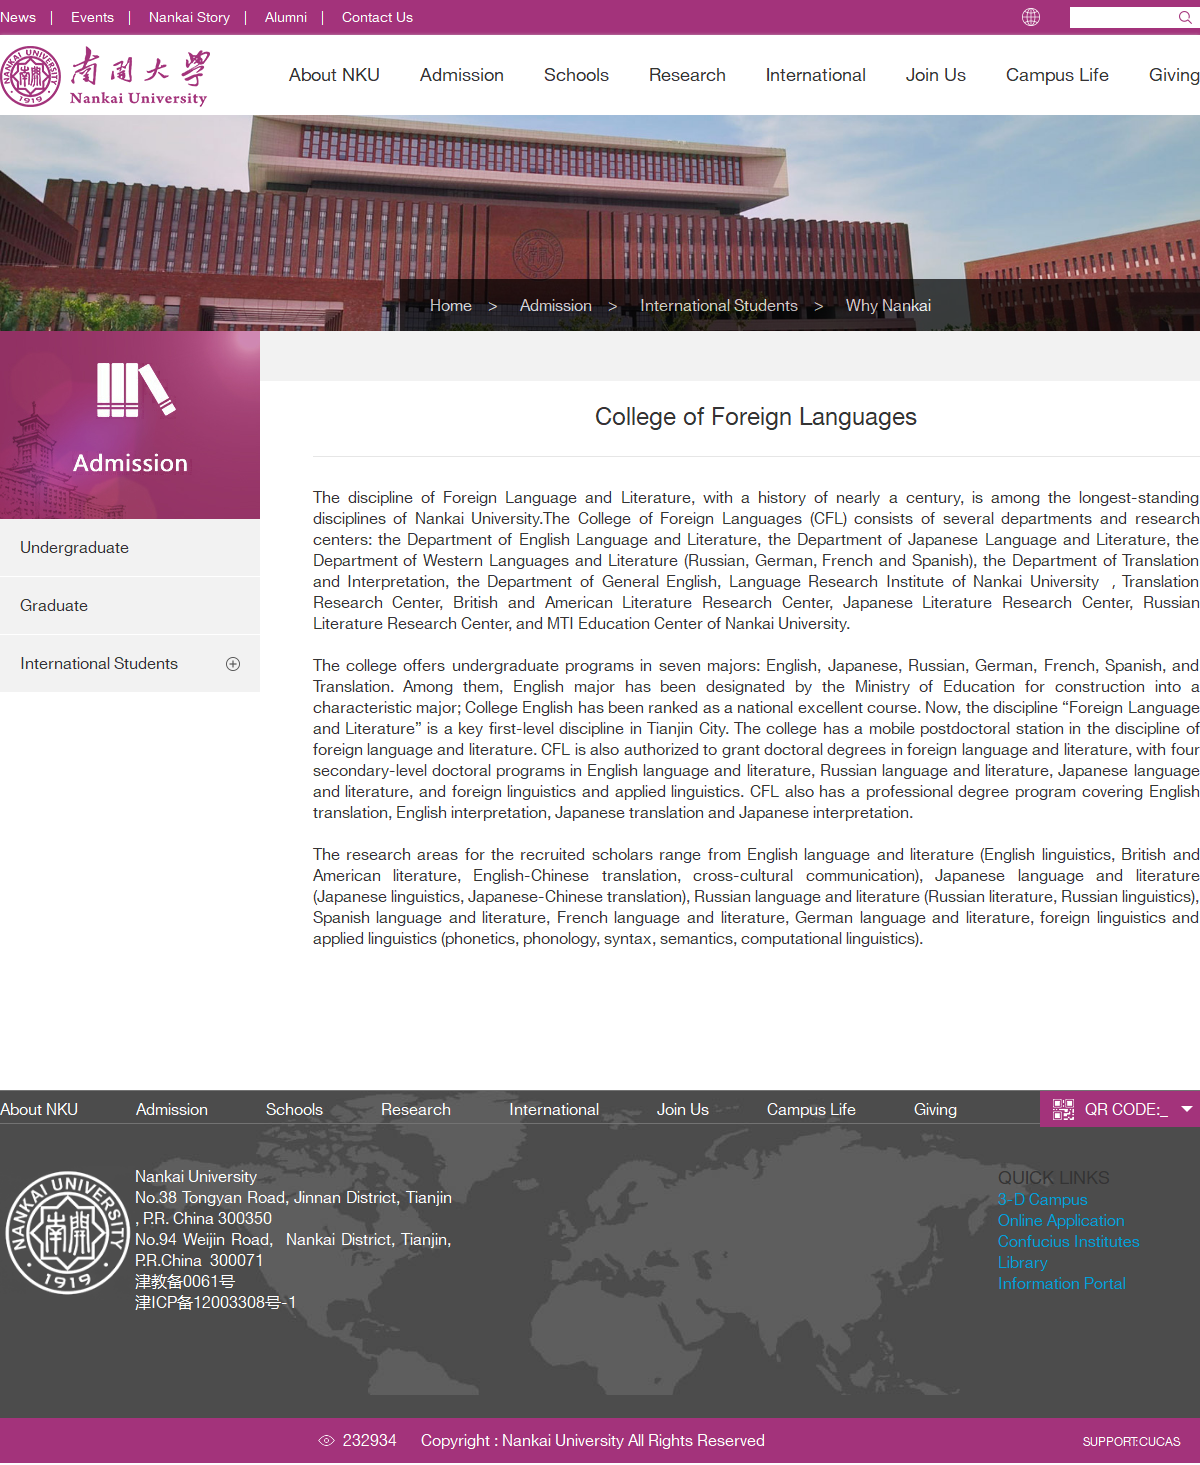 News | Events | Nankai Story | Alumni | Contact Us
NANKAI UNIVERSITY
1919
南開大學
Nankai University
About NKU Admission Schools Research International Join Us Campus Life Giving
Home > Admission > International Students > Why Nankai
Admission
Undergraduate
Graduate
International Students
College of Foreign Languages
The discipline of Foreign Language and Literature, with a history of nearly a century, is among the longest-standing
disciplines of Nankai University.The College of Foreign Languages (CFL) consists of several departments and research
centers: the Department of English Language and Literature, the Department of Japanese Language and Literature, the
Department of Western Languages and Literature (Russian, German, French and Spanish), the Department of Translation
and Interpretation, the Department of General English, Language Research Institute of Nankai University , Translation
Research Center, British and American Literature Research Center, Japanese Literature Research Center, Russian
Literature Research Center, and MTI Education Center of Nankai University.
The college offers undergraduate programs in seven majors: English, Japanese, Russian, German, French, Spanish, and
Translation. Among them, English major has been designated by the Ministry of Education for construction into a
characteristic major; College English has been ranked as a national excellent course. Now, the discipline “Foreign Language
and Literature” is a key first-level discipline in Tianjin City. The college has a mobile postdoctoral station in the discipline of
foreign language and literature. CFL is also authorized to grant doctoral degrees in foreign language and literature, with four
secondary-level doctoral programs in English language and literature, Russian language and literature, Japanese language
and literature, and foreign linguistics and applied linguistics. CFL also has a professional degree program covering English
translation, English interpretation, Japanese translation and Japanese interpretation.
The research areas for the recruited scholars range from English language and literature (English linguistics, British and
American literature, English-Chinese translation, cross-cultural communication), Japanese language and literature
(Japanese linguistics, Japanese-Chinese translation), Russian language and literature (Russian literature, Russian linguistics),
Spanish language and literature, French language and literature, German language and literature, foreign linguistics and
applied linguistics (phonetics, phonology, syntax, semantics, computational linguistics).
About NKU Admission Schools Research International Join Us Campus Life Giving QR CODE:_
NANKAI UNIVERSITY
南開
1919
Nankai University
No.38 Tongyan Road, Jinnan District, Tianjin
, P.R. China 300350
No.94 Weijin Road, Nankai District, Tianjin,
P.R.China 300071
津教备0061号
津ICP备12003308号-1
QUICK LINKS
3-D Campus
Online Application
Confucius Institutes
Library
Information Portal
232934 Copyright : Nankai University All Rights Reserved
SUPPORT:CUCAS